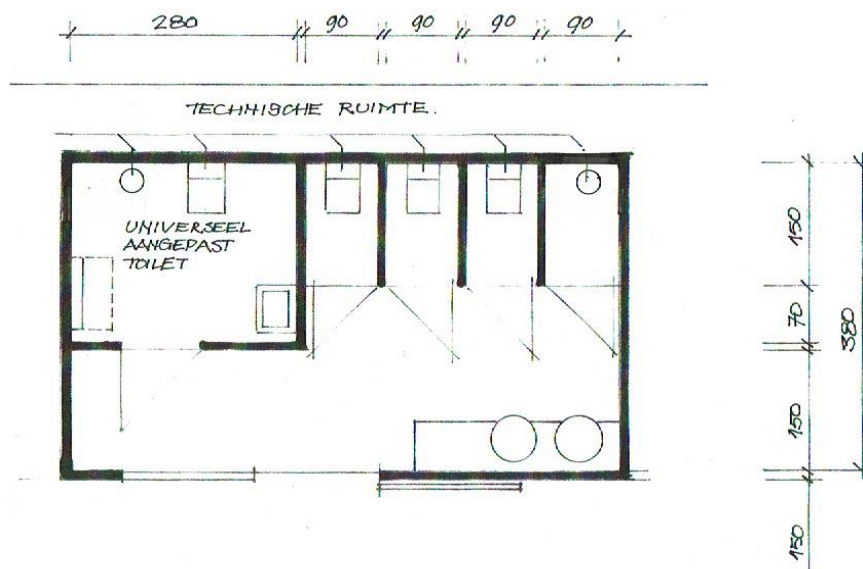 280 90 90 90 90
TECHNISCHE RUIMTE.
UNIVERSEEL
AANGEPAST
TOILET
150
70
380
150
150